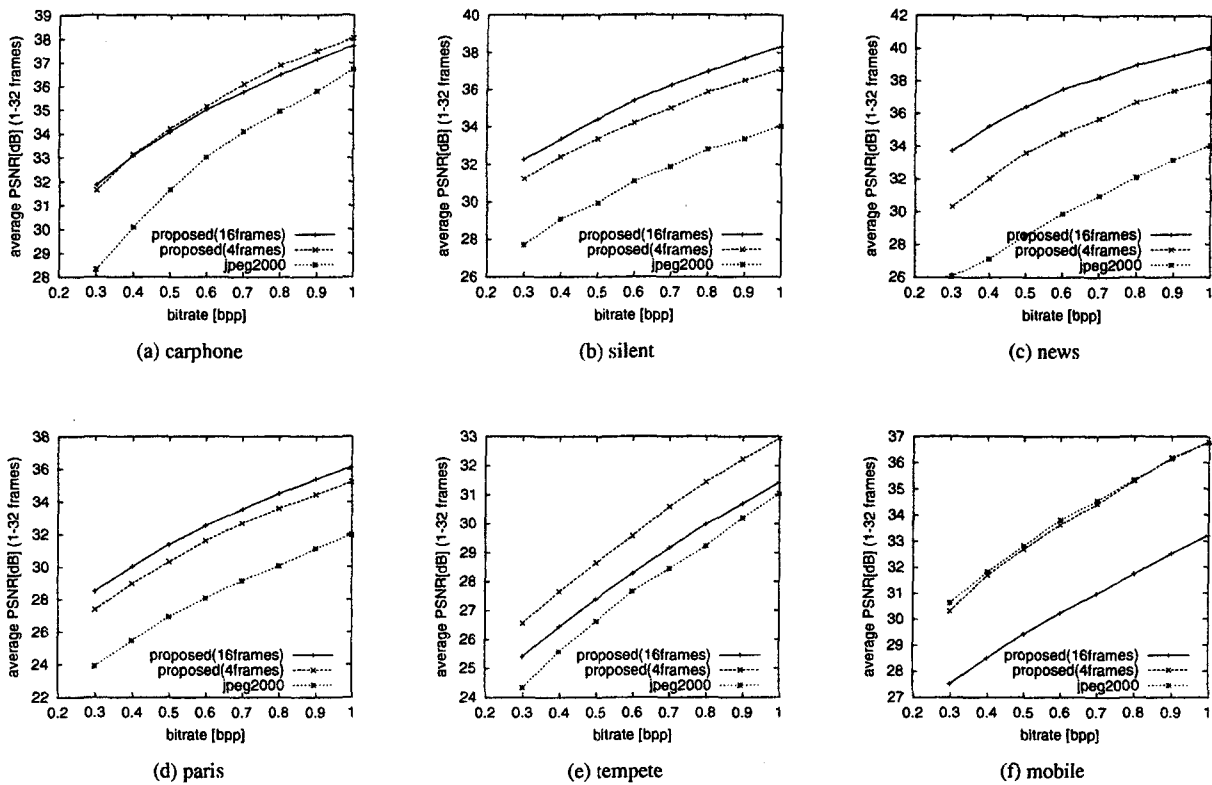 39
38
37
36
35
34
33
32
31
30
29
28
average PSNR[dB] (1-32 frames)
proposed(16frames)
proposed(4frames)
jpeg2000
0.2 0.3 0.4 0.5 0.6 0.7 0.8 0.9 1
bitrate [bpp]
(a) carphone
40
38
36
34
32
30
28
26
average PSNR[dB] (1-32 frames)
proposed(16frames)
proposed(4frames)
jpeg2000
0.2 0.3 0.4 0.5 0.6 0.7 0.8 0.9 1
bitrate [bpp]
(b) silent
42
40
38
36
34
32
30
28
26
average PSNR[dB] (1-32 frames)
proposed(16frames)
proposed(4frames)
jpeg2000
0.2 0.3 0.4 0.5 0.6 0.7 0.8 0.9 1
bitrate [bpp]
(c) news
38
36
34
32
30
28
26
24
22
average PSNR[dB] (1-32 frames)
proposed(16frames)
proposed(4frames)
jpeg2000
0.2 0.3 0.4 0.5 0.6 0.7 0.8 0.9 1
bitrate [bpp]
(d) paris
33
32
31
30
29
28
27
26
25
24
average PSNR[dB] (1-32 frames)
proposed(16frames)
proposed(4frames)
jpeg2000
0.2 0.3 0.4 0.5 0.6 0.7 0.8 0.9 1
bitrate [bpp]
(e) tempete
37
36
35
34
33
32
31
30
29
28
27
average PSNR[dB] (1-32 frames)
proposed(16frames)
proposed(4frames)
jpeg2000
0.2 0.3 0.4 0.5 0.6 0.7 0.8 0.9 1
bitrate [bpp]
(f) mobile